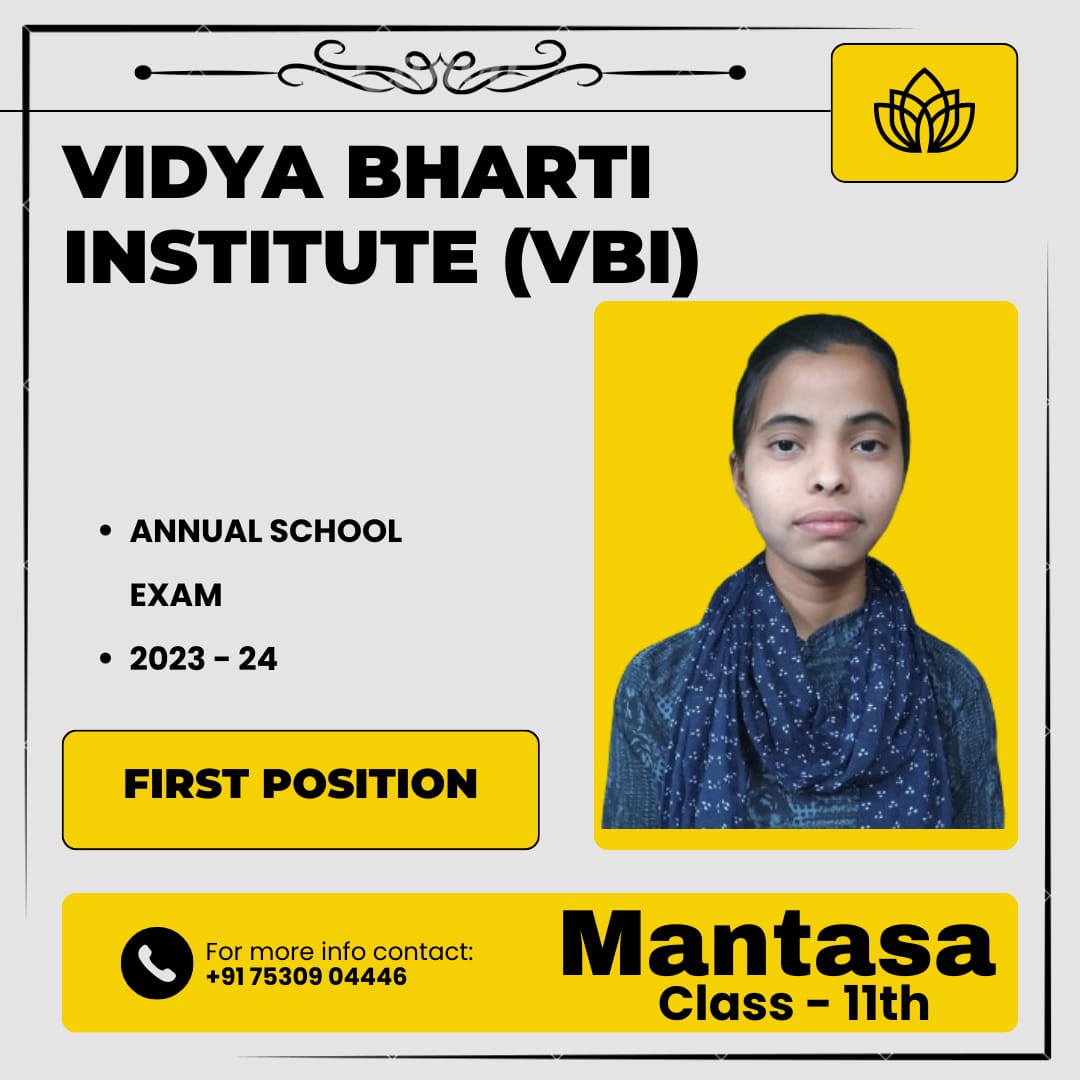 VIDYA BHARTI
INSTITUTE (VBI)
• ANNUAL SCHOOL
EXAM
• 2023 - 24
FIRST POSITION
For more info contact:
+91 75309 04446
Mantasa
Class - 11th